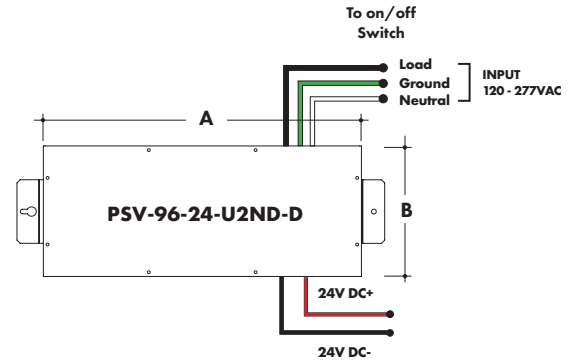 To on/off
Switch
Load
Ground
Neutral
INPUT
120 - 277VAC
A
B
PSV-96-24-U2ND-D
24V DC+
24V DC-